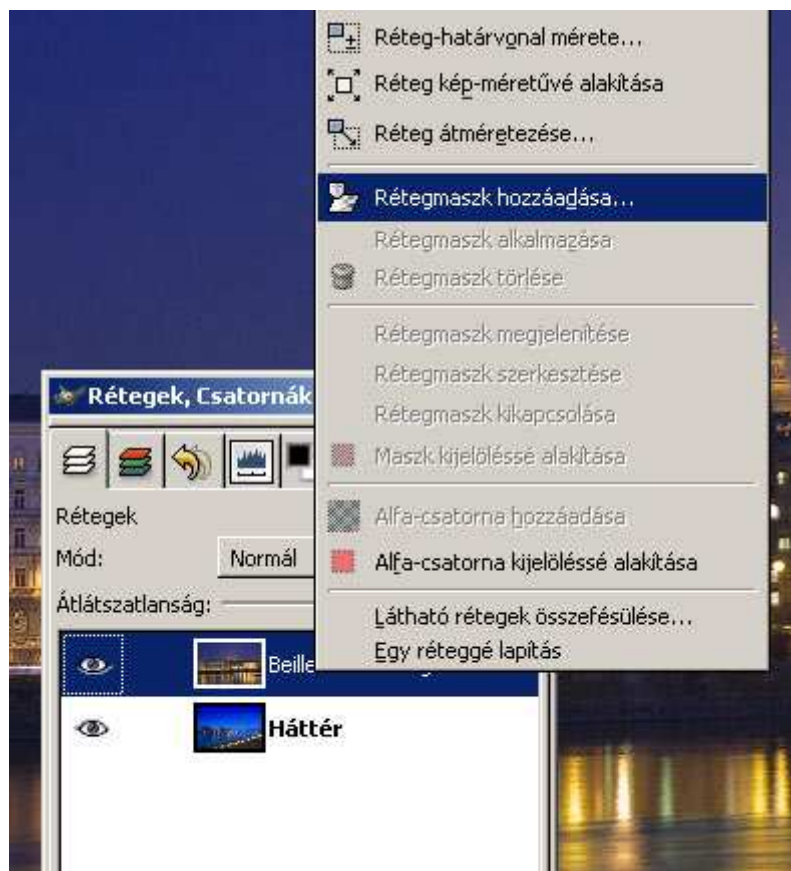 Réteg-határvonal mérete...
Réteg kép-méretűvé alakítása
Réteg átméretezése...
Rétegmaszk hozzáadása...
Rétegmaszk alkalmazása
Rétegmaszk törlése
Rétegmaszk megjelenítése
Rétegmaszk szerkesztése
Rétegmaszk kikapcsolása
Maszk kijelöléssé alakítása
Alfa-csatorna hozzáadása
Alfa-csatorna kijelöléssé alakítása
Látható rétegek összefésülése...
Egy réteggé lapítás
Rétegek, Csatornák
Rétegek
Mód:
Normál
Átlátszatlanság:
Beille
Háttér